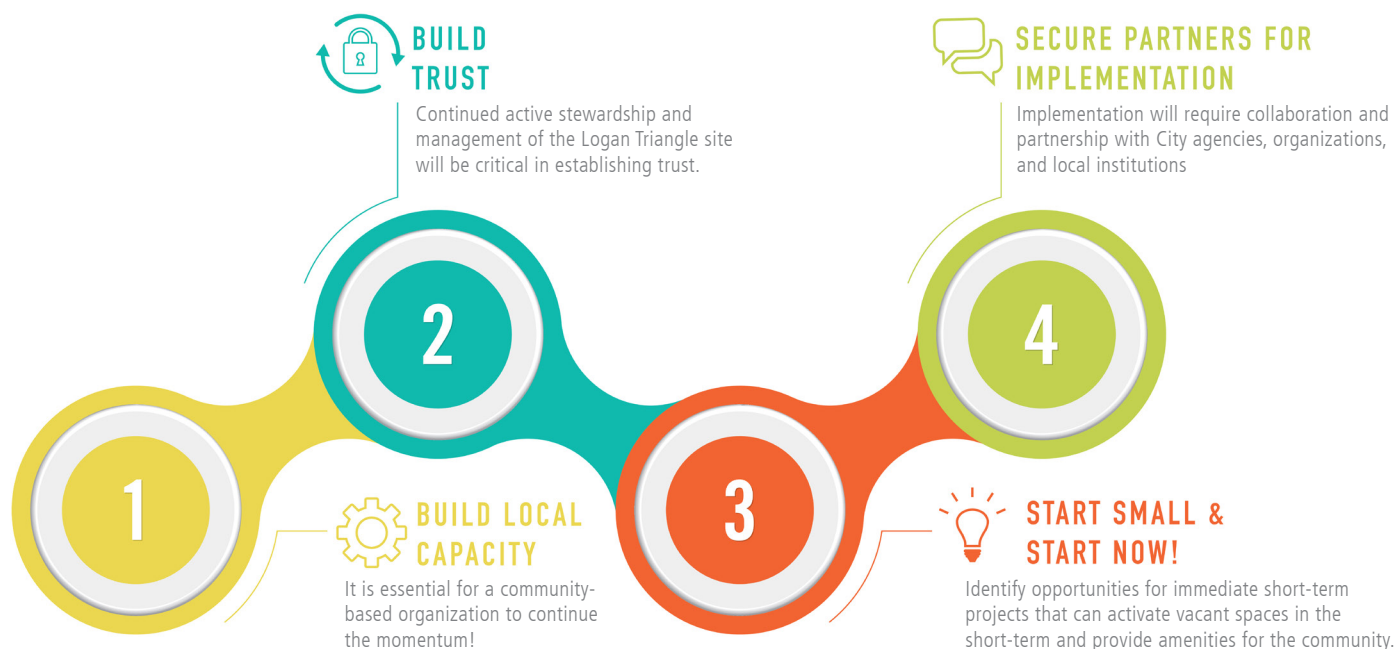 1
BUILD LOCAL
CAPACITY
It is essential for a community-
based organization to continue
the momentum!
2
BUILD
TRUST
Continued active stewardship and
management of the Logan Triangle site
will be critical in establishing trust.
3
START SMALL &
START NOW!
Identify opportunities for immediate short-term
projects that can activate vacant spaces in the
short-term and provide amenities for the community.
4
SECURE PARTNERS FOR
IMPLEMENTATION
Implementation will require collaboration and
partnership with City agencies, organizations,
and local institutions